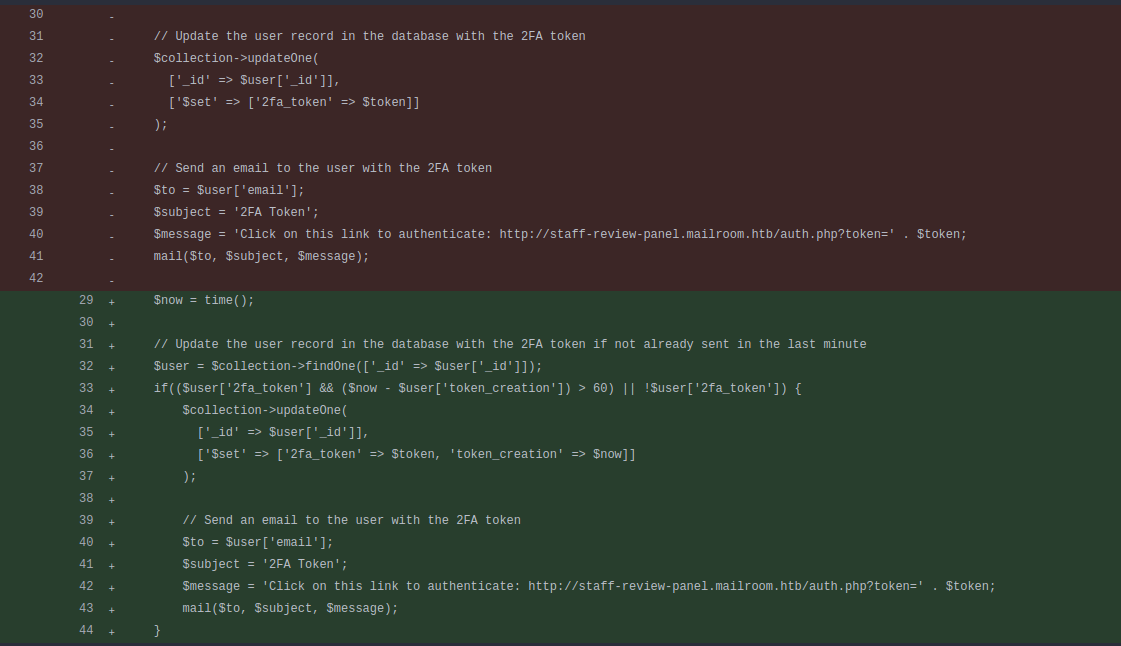 30 -
31 - // Update the user record in the database with the 2FA token
32 - $collection->updateOne(
33 - ['_id' => $user['_id']],
34 - ['$set' => ['2fa_token' => $token]]
35 - );
36 -
37 - // Send an email to the user with the 2FA token
38 - $to = $user['email'];
39 - $subject = '2FA Token';
40 - $message = 'Click on this link to authenticate: http://staff-review-panel.mailroom.htb/auth.php?token=' . $token;
41 - mail($to, $subject, $message);
42 -
29 + $now = time();
30 +
31 + // Update the user record in the database with the 2FA token if not already sent in the last minute
32 + $user = $collection->findOne(['_id' => $user['_id']]);
33 + if(($user['2fa_token'] && ($now - $user['token_creation']) > 60) || !$user['2fa_token']) {
34 + $collection->updateOne(
35 + ['_id' => $user['_id']],
36 + ['$set' => ['2fa_token' => $token, 'token_creation' => $now]]
37 + );
38 +
39 + // Send an email to the user with the 2FA token
40 + $to = $user['email'];
41 + $subject = '2FA Token';
42 + $message = 'Click on this link to authenticate: http://staff-review-panel.mailroom.htb/auth.php?token=' . $token;
43 + mail($to, $subject, $message);
44 + }